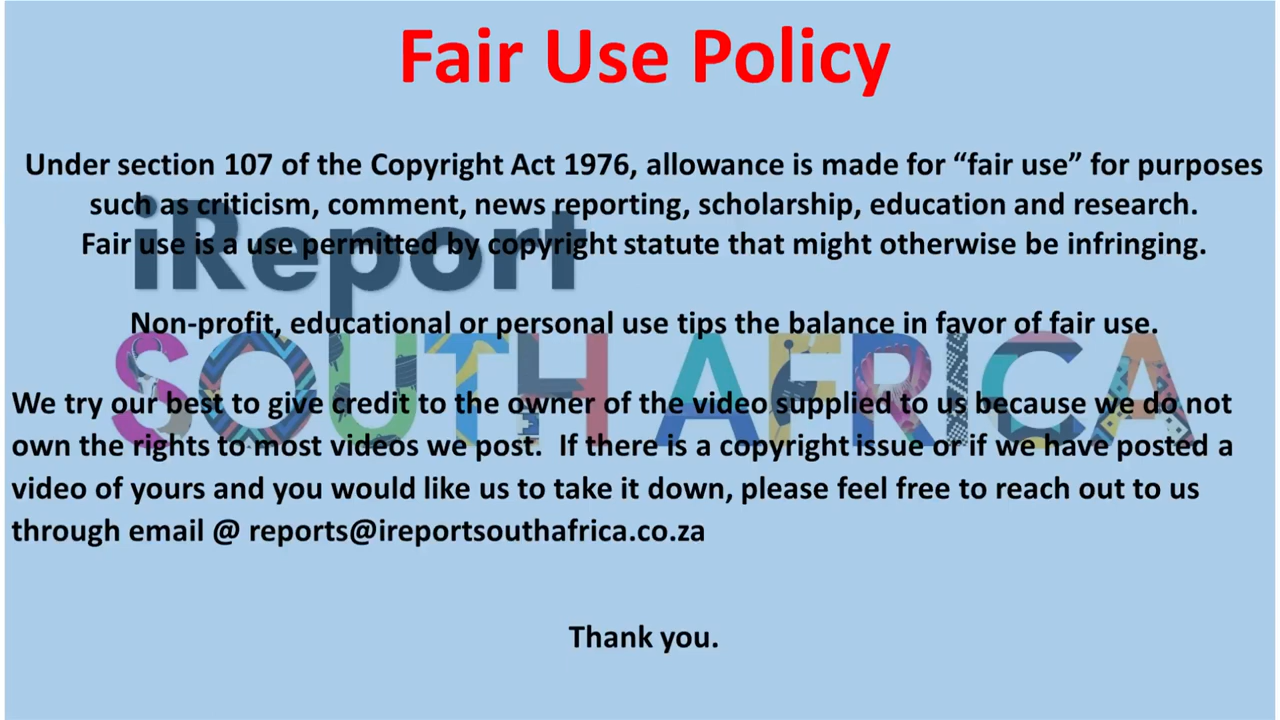 Fair Use Policy
Under section 107 of the Copyright Act 1976, allowance is made for “fair use” for purposes
such as criticism, comment, news reporting, scholarship, education and research.
iReport
Fair use is a use permitted by copyright statute that might otherwise be infringing.
Non-profit, educational or personal use tips the balance in favor of fair use.
SOUTH AFRICA
We try our best to give credit to the owner of the video supplied to us because we do not
own the rights to most videos we post.  If there is a copyright issue or if we have posted a
video of yours and you would like us to take it down, please feel free to reach out to us
through email @ reports@ireportsouthafrica.co.za
Thank you.